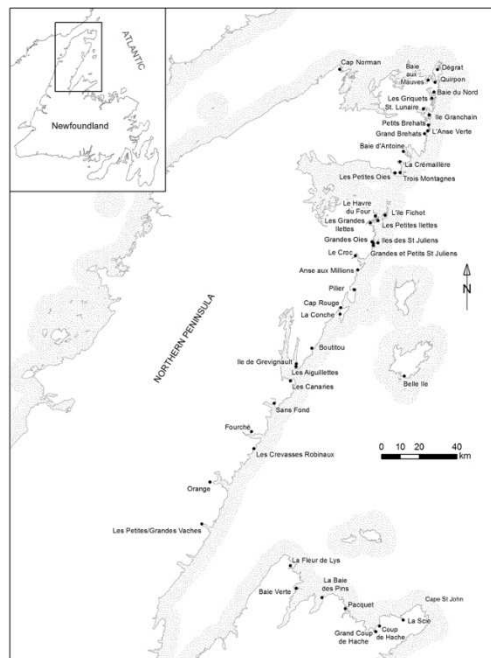 ATLANTIC
Newfoundland
Cap Norman
Baie
aux
Mauves
Dégrat
Quirpon
Baie du Nord
Les Griquets
St. Lunaire
Ile Granchain
Petits Brehats
L'Anse Verte
Grand Brehats
Baie d'Antoine
La Crémaillère
Les Petites Oies
Trois Montagnes
Le Havre
du Four
L'Ile Fichot
Les Grandes
Ilettes
Les Petites Ilettes
Grandes Oies
Iles des St Juliens
Grandes et Petits St Juliens
Le Croc
Anse aux Millions
N
Pilier
Cap Rouge
La Conche
NORTHERN PENINSULA
Boutitou
Ile de Grevignault
Les Aiguillettes
Les Canaries
Belle Ile
Sans Fond
Fourché
Les Crevasses Robinaux
0 10 20 40
km
Orange
Les Petites/Grandes Vaches
La Fleur de Lys
Baie Verte
La Baie
des Pins
Pacquet
Cape St John
La Scie
Coup
de Hache
Grand Coup
de Hache